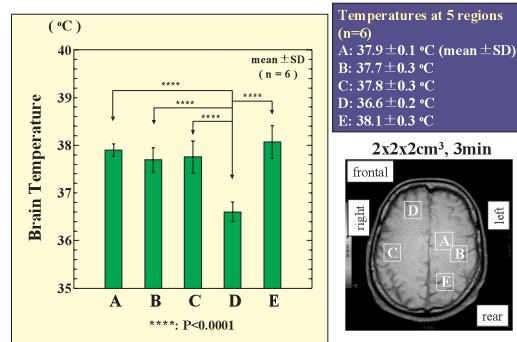 ( °C)
40
39
38
37
36
35
Brain Temperature
mean±SD
( n = 6 )
****
****
****
****
A B C D E
****: P<0.0001
Temperatures at 5 regions
(n=6)
A: 37.9±0.1 °C (mean±SD)
B: 37.7±0.3 °C
C: 37.8±0.3 °C
D: 36.6±0.2 °C
E: 38.1±0.3 °C
2x2x2cm³, 3min
frontal
right
left
D
A
C
B
E
rear